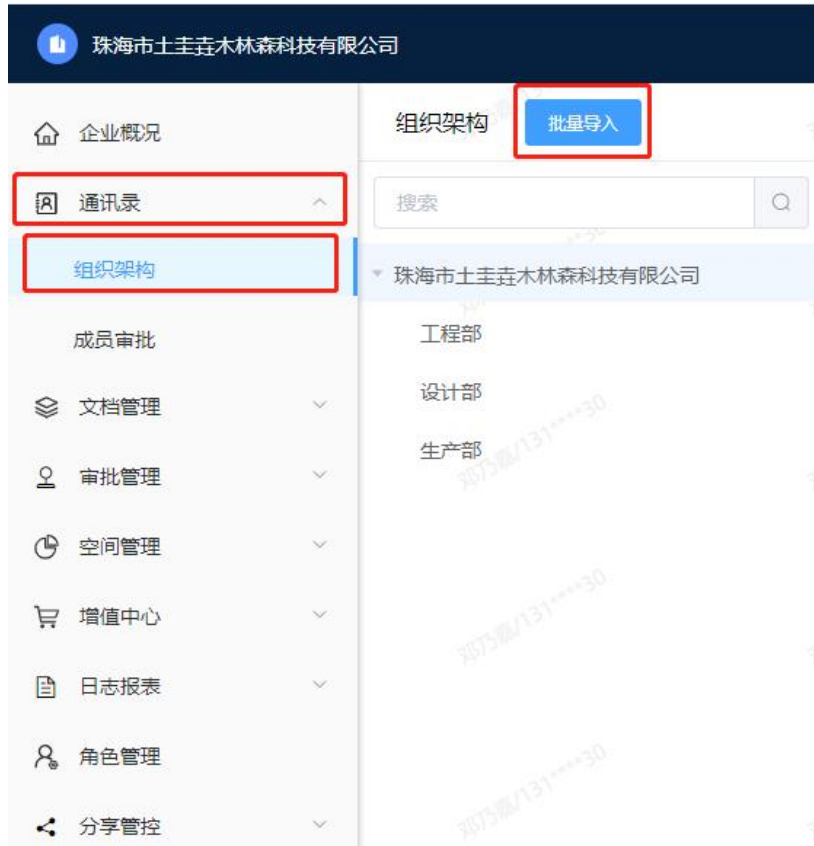 珠海市土圭垚木林森科技有限公司
企业概况
通讯录
组织架构
成员审批
文档管理
审批管理
空间管理
增值中心
日志报表
角色管理
分享管控
组织架构
批量导入
搜索
珠海市土圭垚木林森科技有限公司
工程部
设计部
生产部